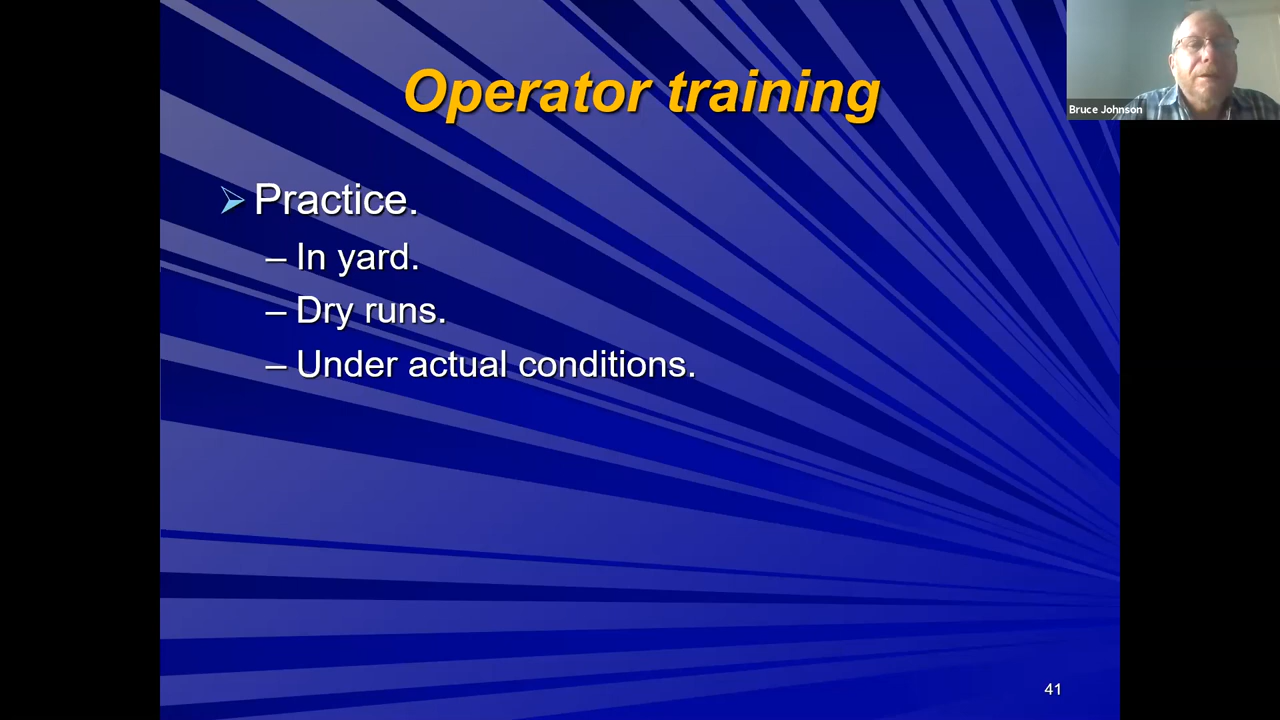 Operator training
Bruce Johnson
Practice.
– In yard.
– Dry runs.
– Under actual conditions.
41